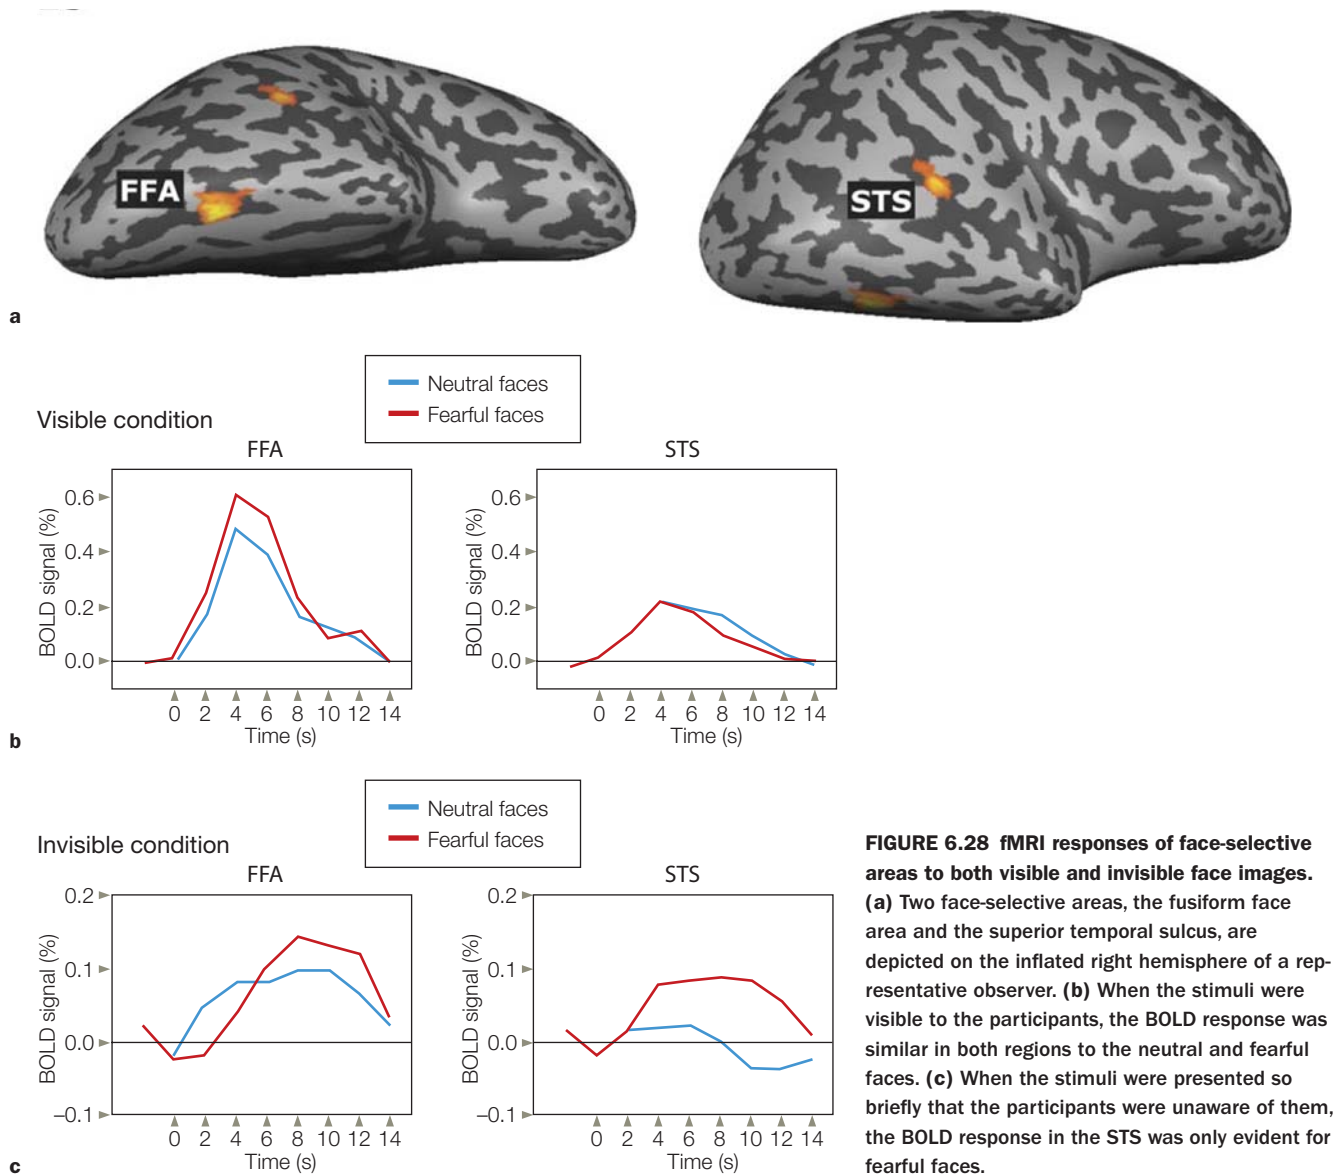 FFA
STS
a
Neutral faces
Fearful faces
Visible condition
FFA
BOLD signal (%)
0.6
0.4
0.2
0.0
0 2 4 6 8 10 12 14
Time (s)
STS
BOLD signal (%)
0.6
0.4
0.2
0.0
0 2 4 6 8 10 12 14
Time (s)
b
Neutral faces
Fearful faces
Invisible condition
FFA
BOLD signal (%)
0.2
0.1
0.0
–0.1
0 2 4 6 8 10 12 14
Time (s)
STS
BOLD signal (%)
0.2
0.1
0.0
–0.1
0 2 4 6 8 10 12 14
Time (s)
c
FIGURE 6.28 fMRI responses of face-selective
areas to both visible and invisible face images.
(a) Two face-selective areas, the fusiform face
area and the superior temporal sulcus, are
depicted on the inflated right hemisphere of a rep-
resentative observer. (b) When the stimuli were
visible to the participants, the BOLD response was
similar in both regions to the neutral and fearful
faces. (c) When the stimuli were presented so
briefly that the participants were unaware of them,
the BOLD response in the STS was only evident for
fearful faces.